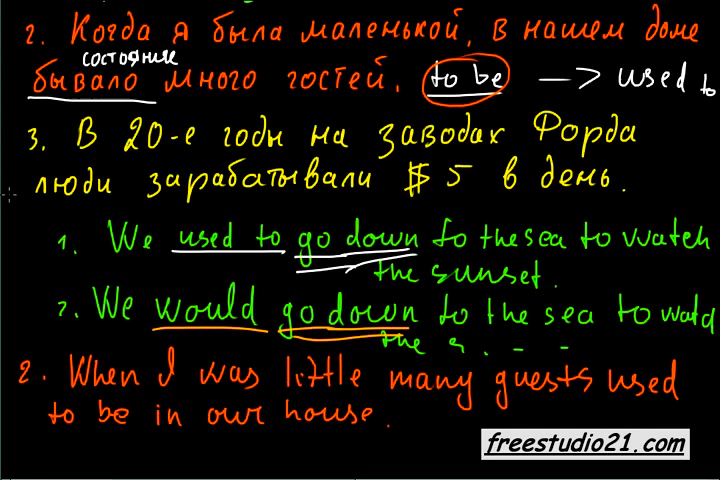 2. Когда я была маленькой, в нашем доме
состояние
бывало много гостей. to be —> used to
3. В 20-е годы на заводах Форда
люди зарабатывали $5 в день.
1. We used to go down to the sea to watch
the sunset.
2. We would go down to the sea to watch
the s. - -
2. When I was little many guests used
to be in our house.
freestudio21.com